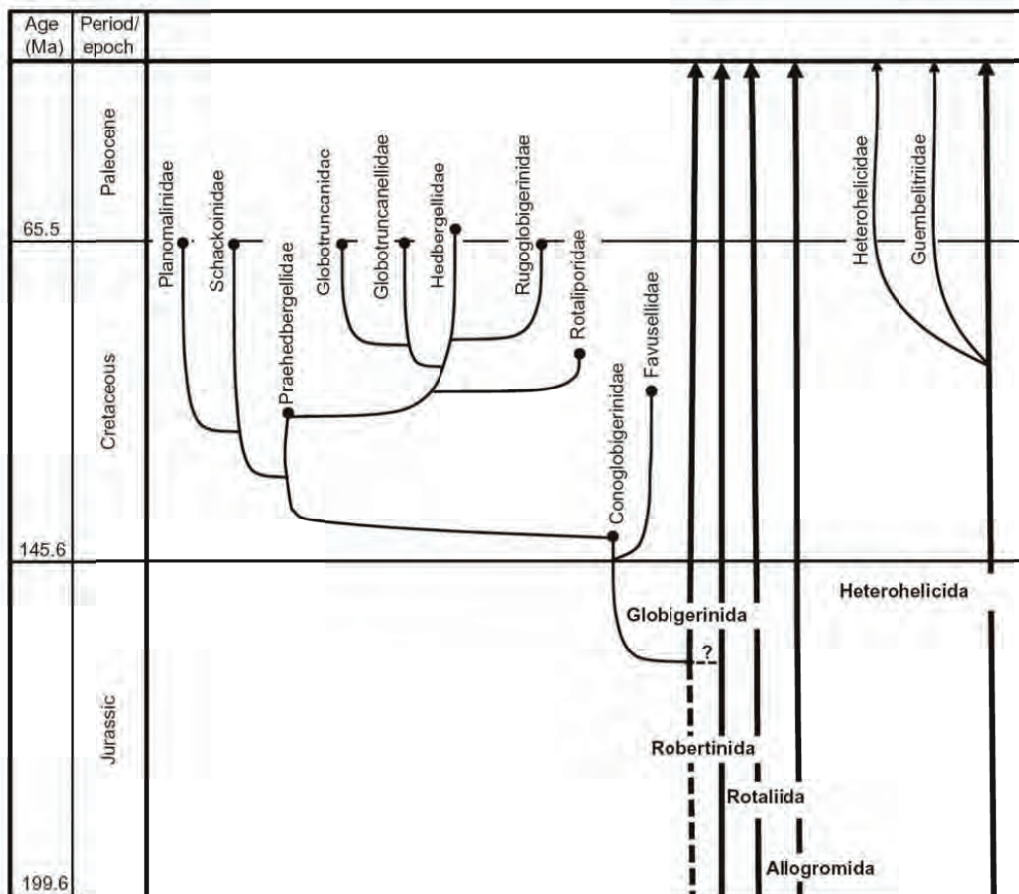 Age
(Ma)
Period/
epoch
Paleocene
Planomalinidae
Schackoinidae
Praehedbergellidae
Globotruncanidae
Globotruncanellidae
Hedbergellidae
Rugoglobigerinidae
Rotaliporidae
Conoglobigerinidae
Favusellidae
Heterohelicidae
Guembelitriidae
65.5
Cretaceous
145.6
Heterohelicida
Globigerinida
?
Jurassic
Robertinida
Rotaliida
Allogromida
199.6